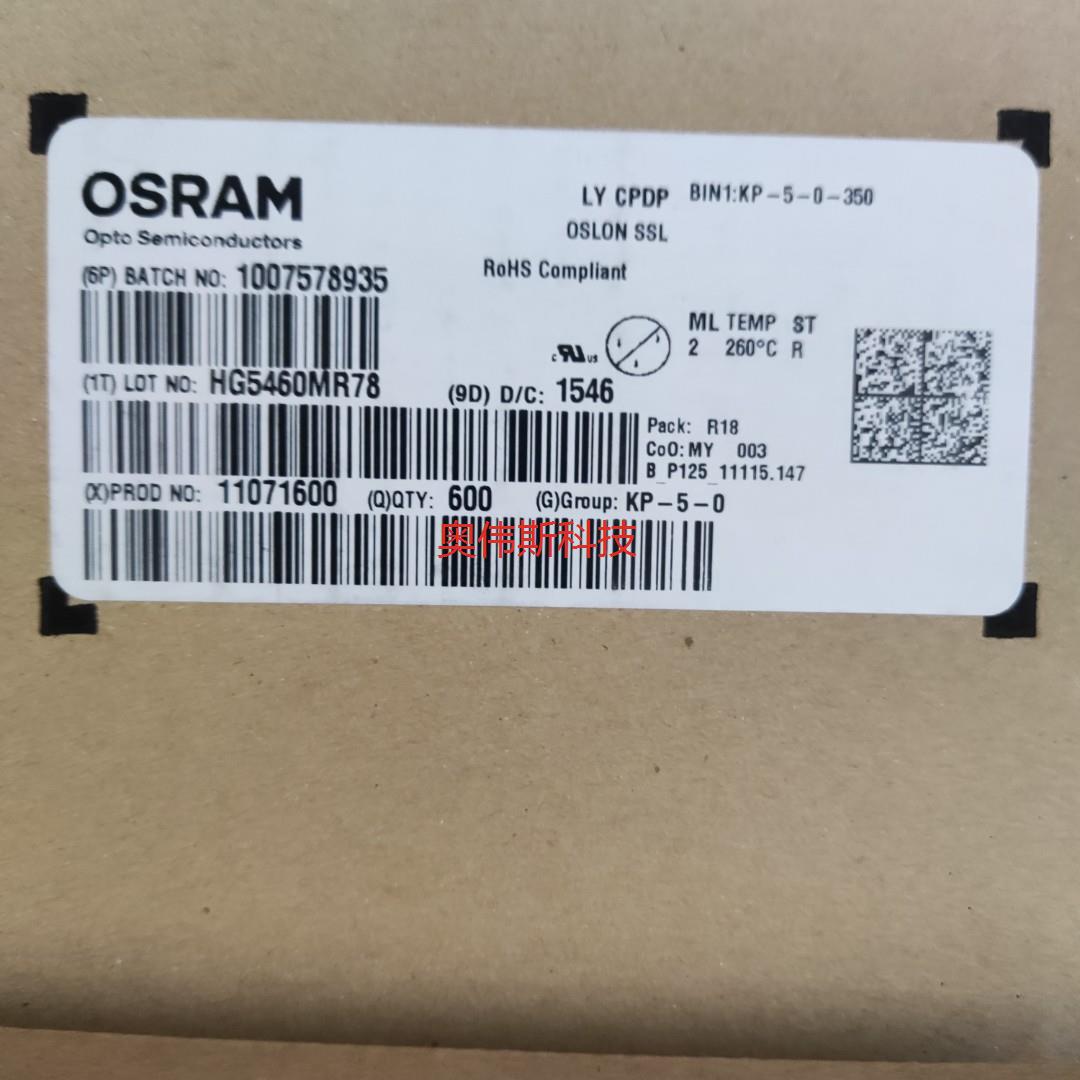 OSRAM
Opto Semiconductors
LY CPDP BIN1:KP-5-0-350
OSLON SSL
RoHS Compliant
(6P) BATCH NO: 1007578935
ML TEMP ST
2 260°C R
(1T) LOT NO: HG5460MR78 (9D) D/C: 1546
Pack: R18
CoO: MY 003
B_P125_11115.147
(X)PROD NO: 11071600 (Q)QTY: 600 (G)Group: KP-5-0
奥伟斯科技